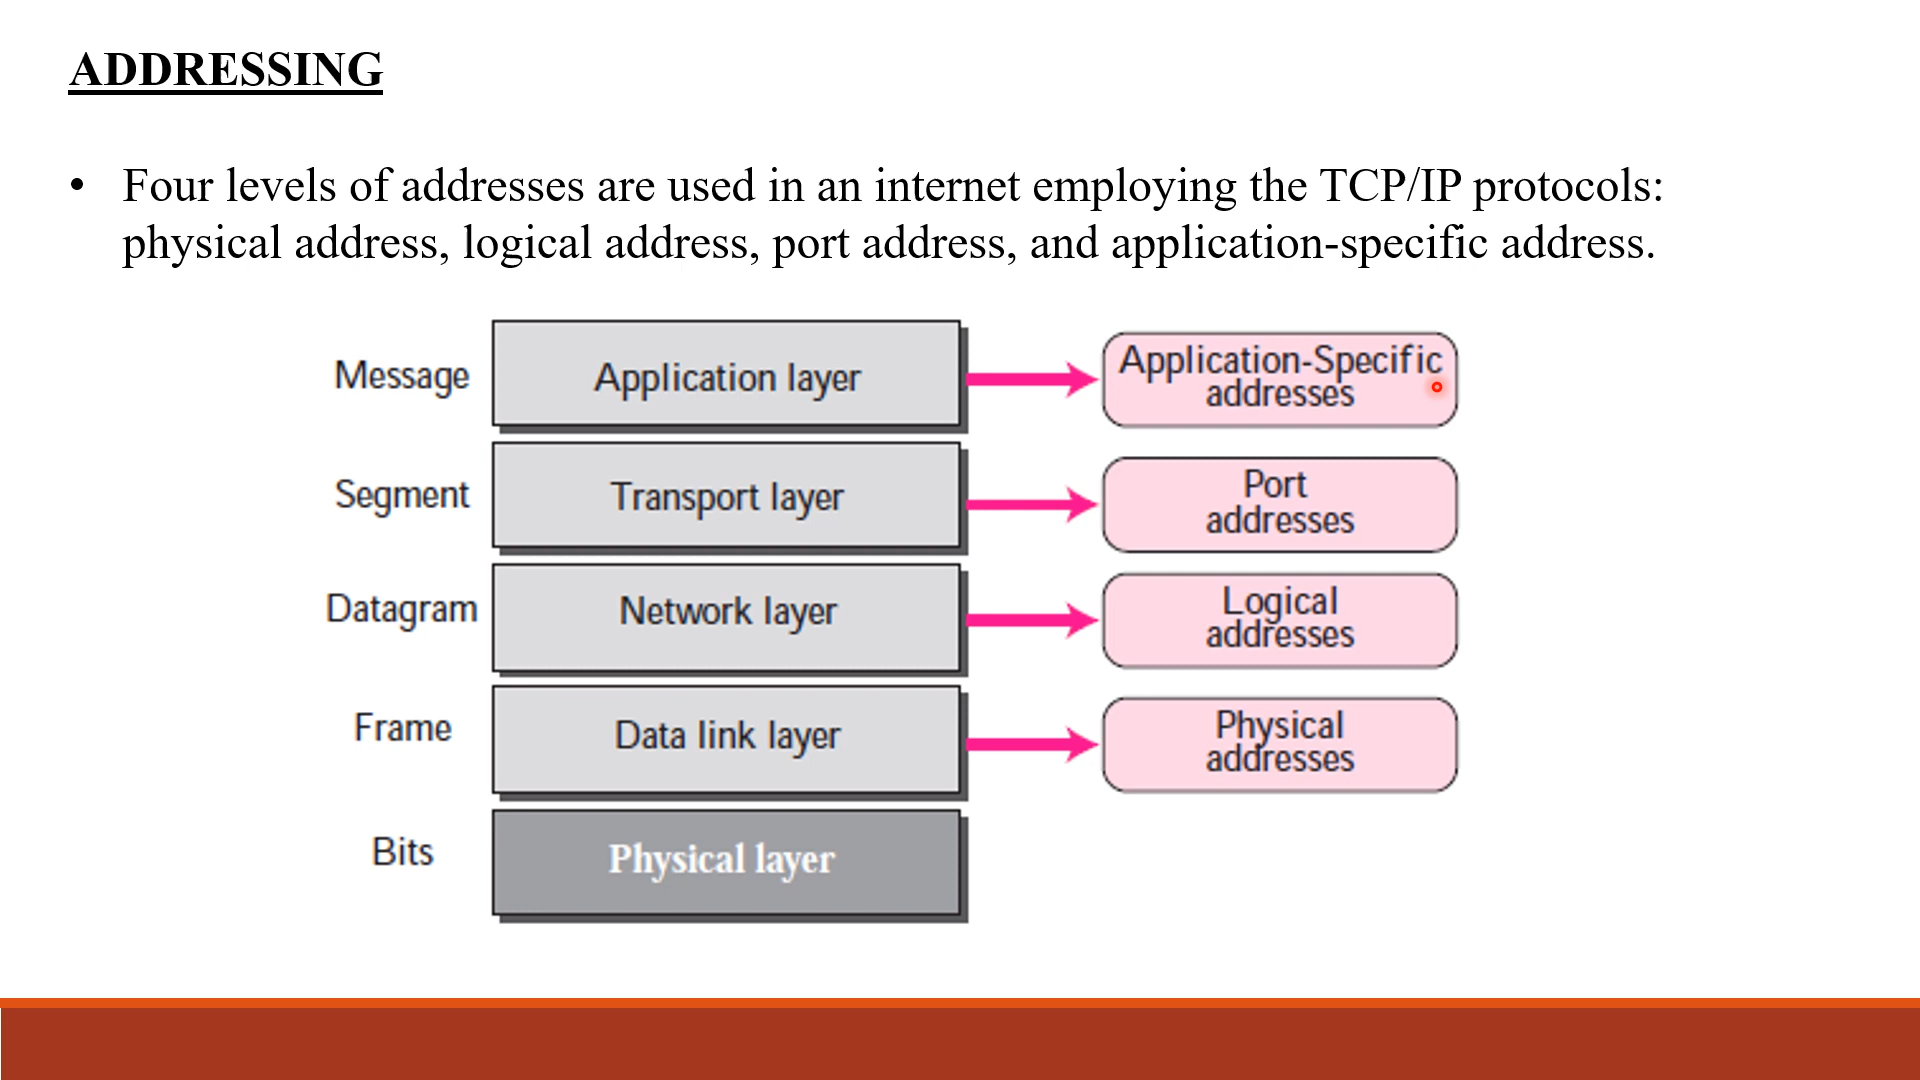 ADDRESSING
• Four levels of addresses are used in an internet employing the TCP/IP protocols:
physical address, logical address, port address, and application-specific address.
Message
Application layer
Application-Specific
addresses
Segment
Transport layer
Port
addresses
Datagram
Network layer
Logical
addresses
Frame
Data link layer
Physical
addresses
Bits
Physical layer